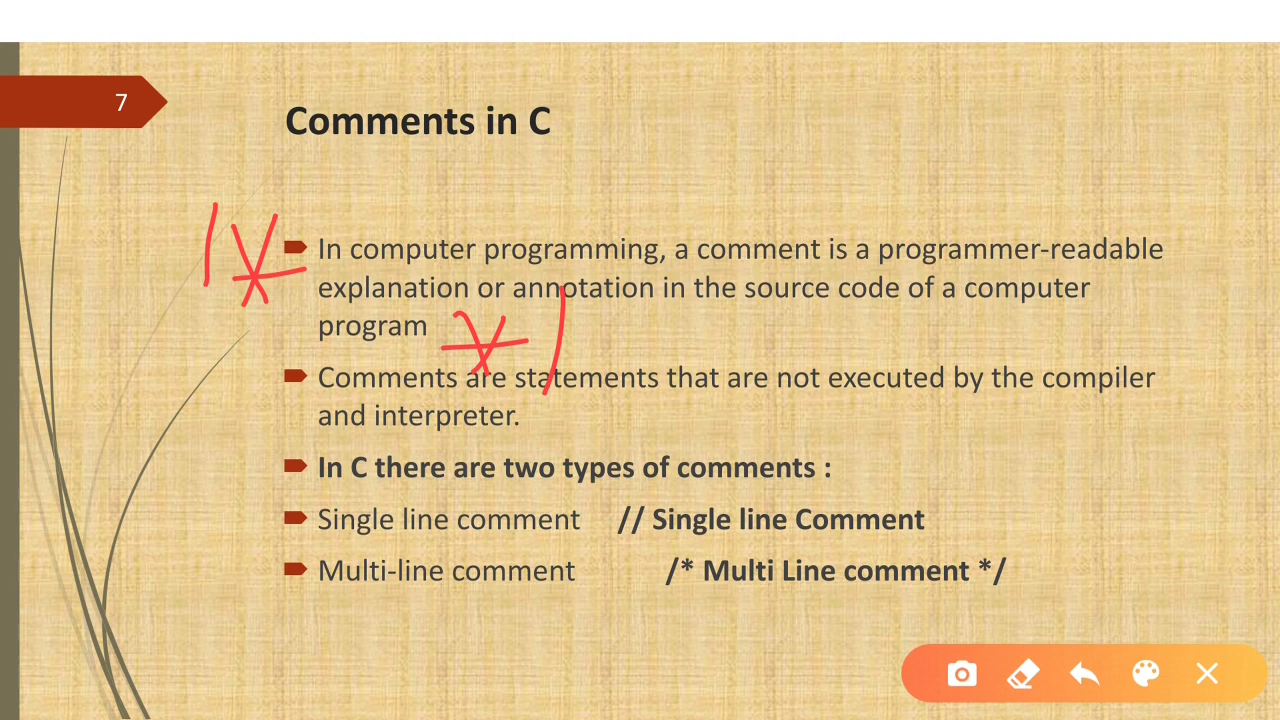 7
Comments in C
/* In computer programming, a comment is a programmer-readable
explanation or annotation in the source code of a computer
program */
Comments are statements that are not executed by the compiler
and interpreter.
In C there are two types of comments :
Single line comment // Single line Comment
Multi-line comment /* Multi Line comment */